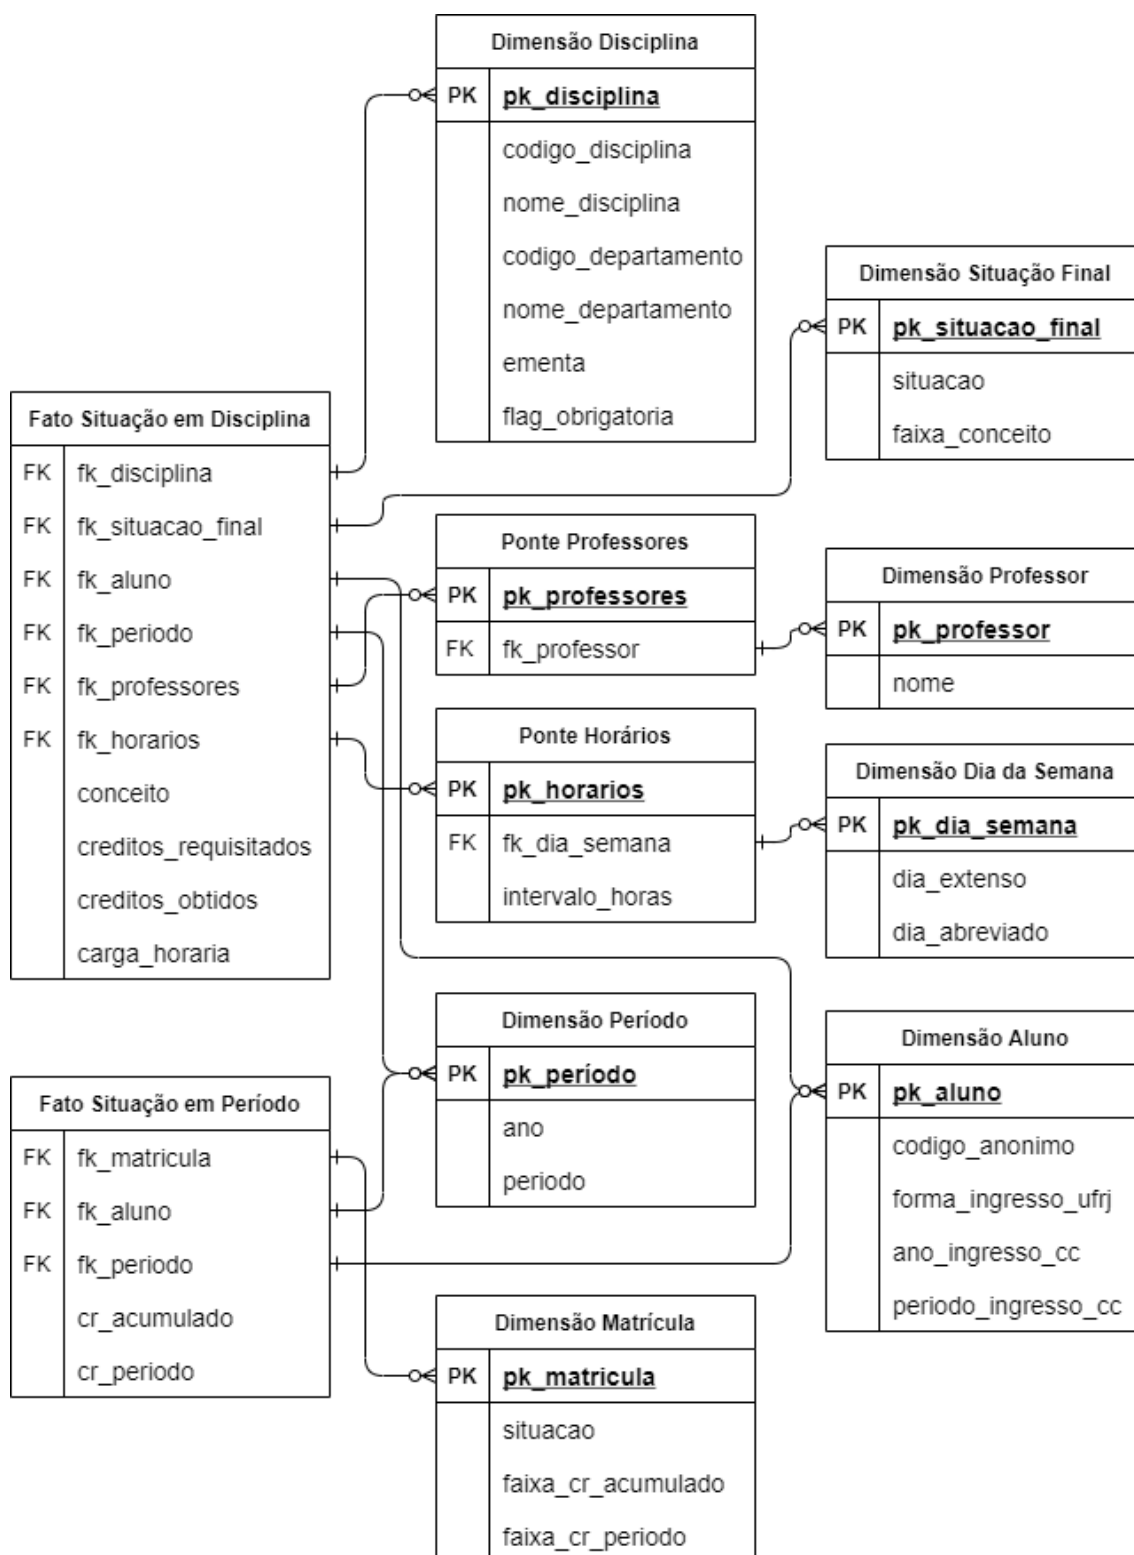 Dimensão Disciplina
PK pk_disciplina
codigo_disciplina
nome_disciplina
codigo_departamento
nome_departamento
ementa
flag_obrigatoria
Dimensão Situação Final
PK pk_situacao_final
situacao
faixa_conceito
Fato Situação em Disciplina
FK fk_disciplina
FK fk_situacao_final
FK fk_aluno
FK fk_periodo
FK fk_professores
FK fk_horarios
conceito
creditos_requisitados
creditos_obtidos
carga_horaria
Ponte Professores
PK pk_professores
FK fk_professor
Dimensão Professor
PK pk_professor
nome
Ponte Horários
PK pk_horarios
FK fk_dia_semana
intervalo_horas
Dimensão Dia da Semana
PK pk_dia_semana
dia_extenso
dia_abreviado
Dimensão Período
PK pk_período
ano
periodo
Dimensão Aluno
PK pk_aluno
codigo_anonimo
forma_ingresso_ufrj
ano_ingresso_cc
periodo_ingresso_cc
Fato Situação em Período
FK fk_matricula
FK fk_aluno
FK fk_periodo
cr_acumulado
cr_periodo
Dimensão Matrícula
PK pk_matricula
situacao
faixa_cr_acumulado
faixa_cr_periodo